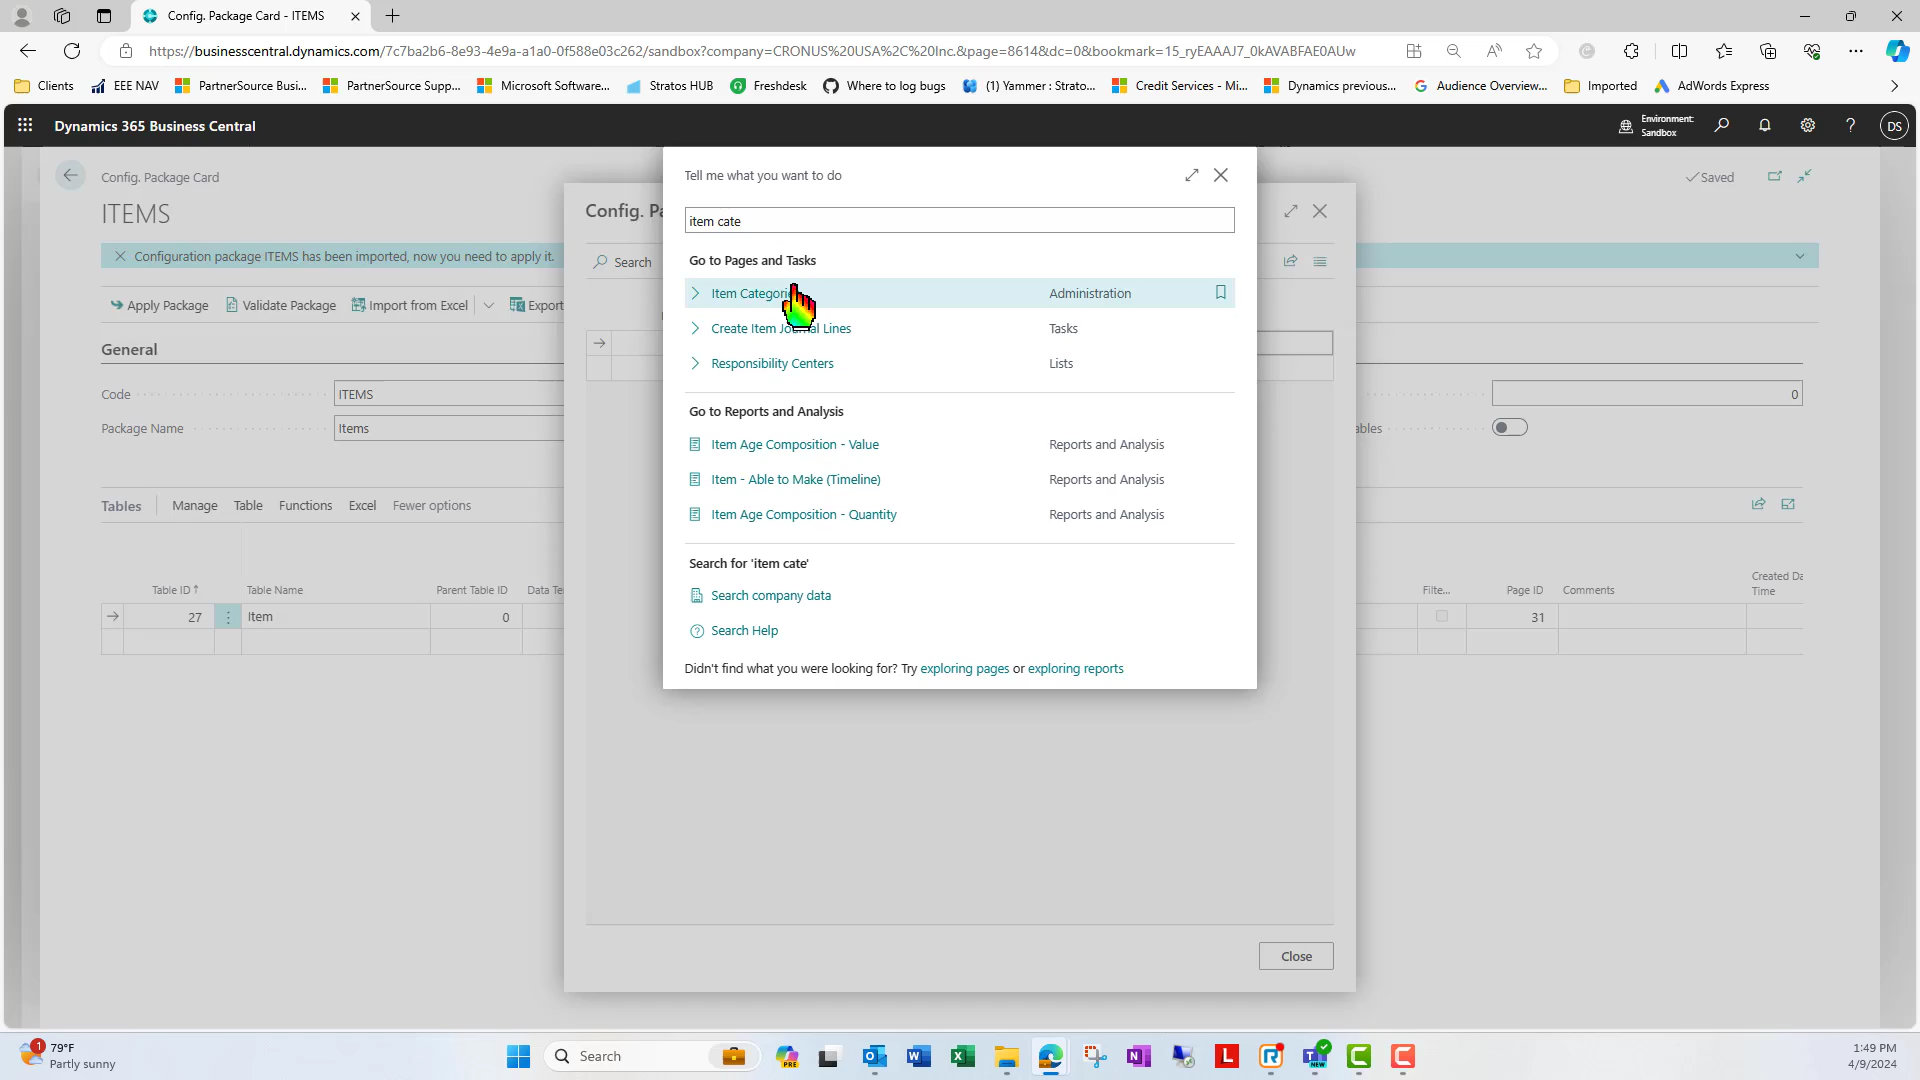 Config. Package Card - ITEMS
https://businesscentral.dynamics.com/7c7ba2b6-8e93-4e9a-a1a0-0f588e03c262/sandbox?company=CRONUS%20USA%2C%20Inc.&page=8614&dc=0&bookmark=15_ryEAAAJ7_0kAVABFAE0AUw
Clients EEE NAV PartnerSource Busi... PartnerSource Supp... Microsoft Software... Stratos HUB Freshdesk Where to log bugs (1) Yammer : Strato... Credit Services - Mi... Dynamics previous... Audience Overview... Imported AdWords Express
Dynamics 365 Business Central
Environment:
Sandbox
DS
Config. Package Card
Saved
ITEMS
Configuration package ITEMS has been imported, now you need to apply it.
Apply Package Validate Package Import from Excel Export
General
Code ITEMS 0
Package Name Items
Tables Manage Table Functions Excel Fewer options
Table ID Table Name Parent Table ID Filte... Page ID Comments
27 Item 0 31
Config.
Search
Close
Tell me what you want to do
item cate
Go to Pages and Tasks
Item Administration
Create Item Lines Tasks
Responsibility Centers Lists
Go to Reports and Analysis
Item Age Composition - Value Reports and Analysis
Item - Able to Make (Timeline) Reports and Analysis
Item Age Composition - Quantity Reports and Analysis
Search for 'item cate'
Search company data
Search Help
Didn't find what you were looking for? Try exploring pages or exploring reports
1
79°F
Partly sunny
Search
PRE
NEW
1:49 PM
4/9/2024